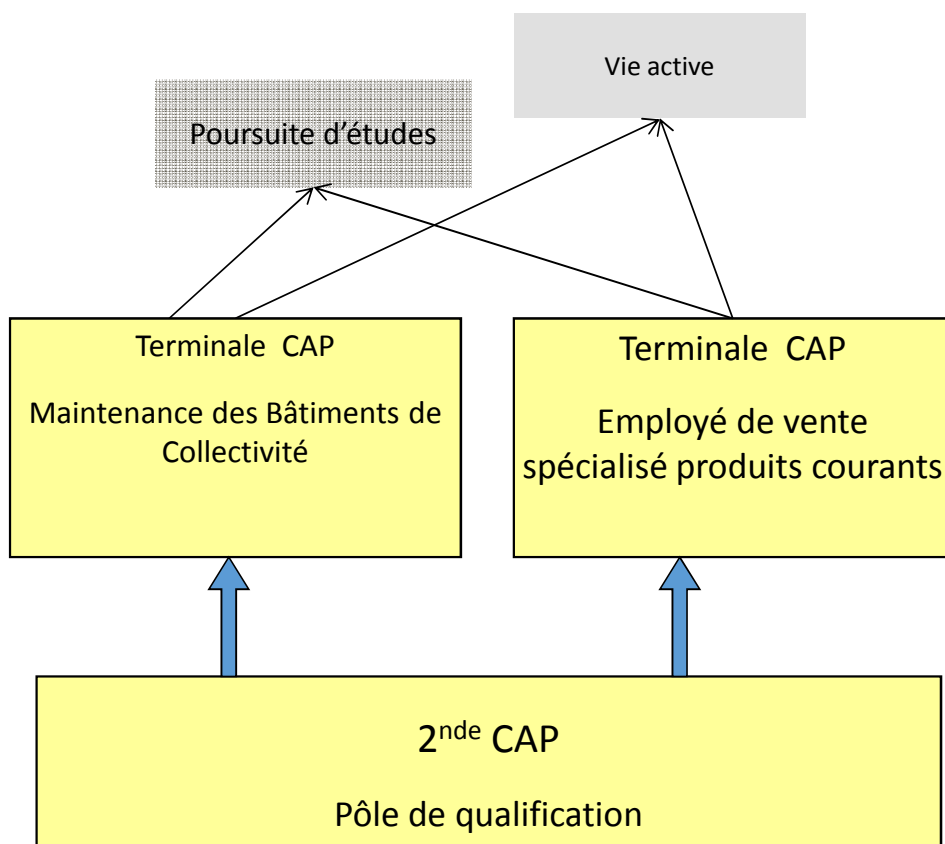 Vie active
Poursuite d'études
Terminale CAP
Maintenance des Bâtiments de
Collectivité
Terminale CAP
Employé de vente
spécialisé produits courants
2nde CAP
Pôle de qualification